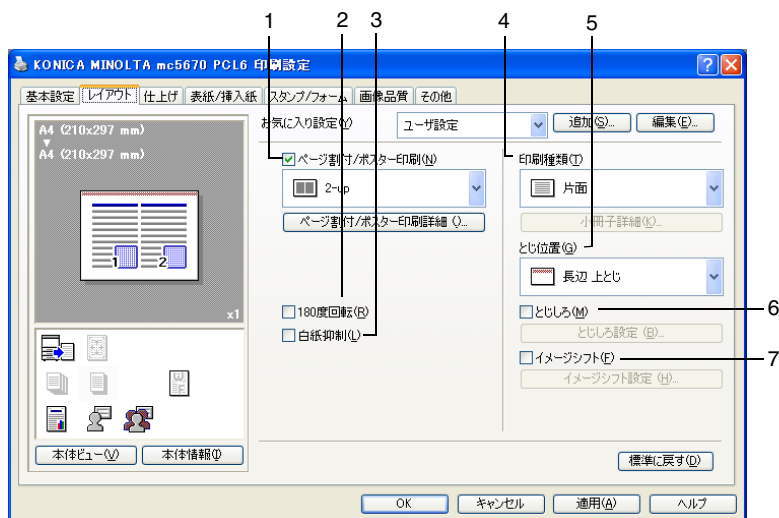 1 2 3 4 5
KONICA MINOLTA mc5670 PCL6 印刷設定
基本設定 レイアウト 仕上げ 表紙/挿入紙 スタンプ/フォーム 画像品質 その他
A4 (210x297 mm)
A4 (210x297 mm)
お気に入り設定(Y) ユーザ設定 追加(S)... 編集(E)...
ページ割付/ポスター印刷(N) 印刷種類(T)
2-up 片面
ページ割付/ポスター印刷詳細 ()... 小冊子詳細(K)...
とじ位置(G)
1 2
長辺 上とじ
x1
180度回転(R) とじしろ(M) 6
白紙抑制(L) とじしろ設定 (B)...
イメージシフト(F) 7
イメージシフト設定 (H)...
本体ビュー(V) 本体情報(I)
標準に戻す(D)
OK キャンセル 適用(A) ヘルプ